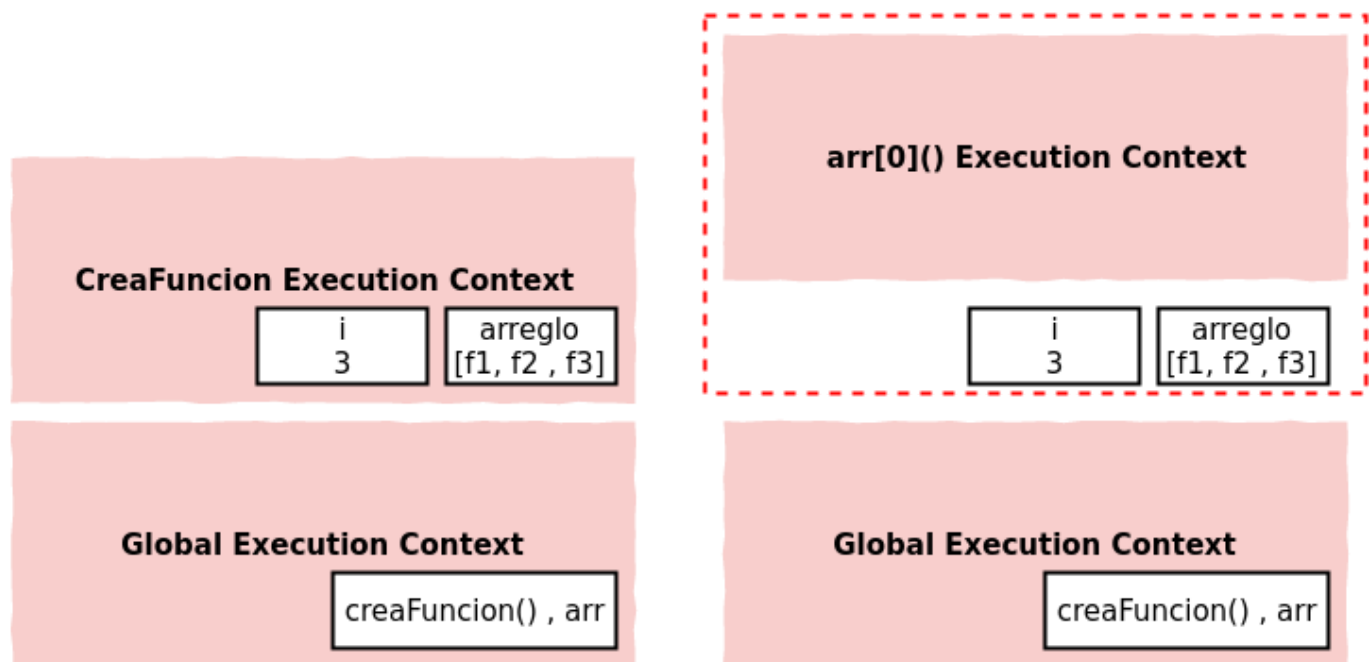 CreaFuncion Execution Context
i
3
arreglo
[f1, f2 , f3]
Global Execution Context
creaFuncion() , arr
arr[0]() Execution Context
i
3
arreglo
[f1, f2 , f3]
Global Execution Context
creaFuncion() , arr